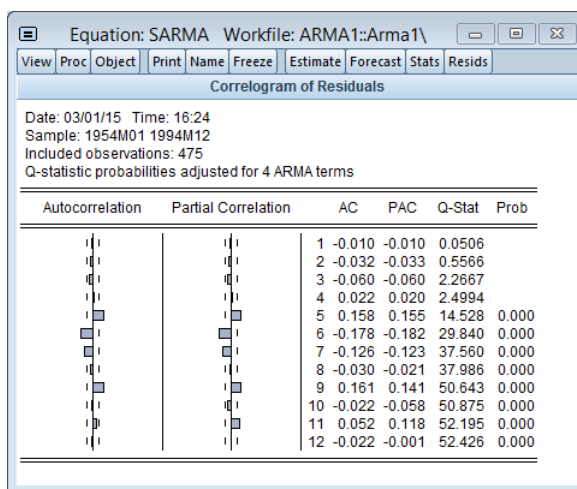 Equation: SARMA Workfile: ARMA1::Arma1\
View Proc Object Print Name Freeze Estimate Forecast Stats Resids
Correlogram of Residuals
Date: 03/01/15 Time: 16:24
Sample: 1954M01 1994M12
Included observations: 475
Q-statistic probabilities adjusted for 4 ARMA terms
Autocorrelation Partial Correlation AC PAC Q-Stat Prob
1 -0.010 -0.010 0.0506
2 -0.032 -0.033 0.5566
3 -0.060 -0.060 2.2667
4 0.022 0.020 2.4994
5 0.158 0.155 14.528 0.000
6 -0.178 -0.182 29.840 0.000
7 -0.126 -0.123 37.560 0.000
8 -0.030 -0.021 37.986 0.000
9 0.161 0.141 50.643 0.000
10 -0.022 -0.058 50.875 0.000
11 0.052 0.118 52.195 0.000
12 -0.022 -0.001 52.426 0.000